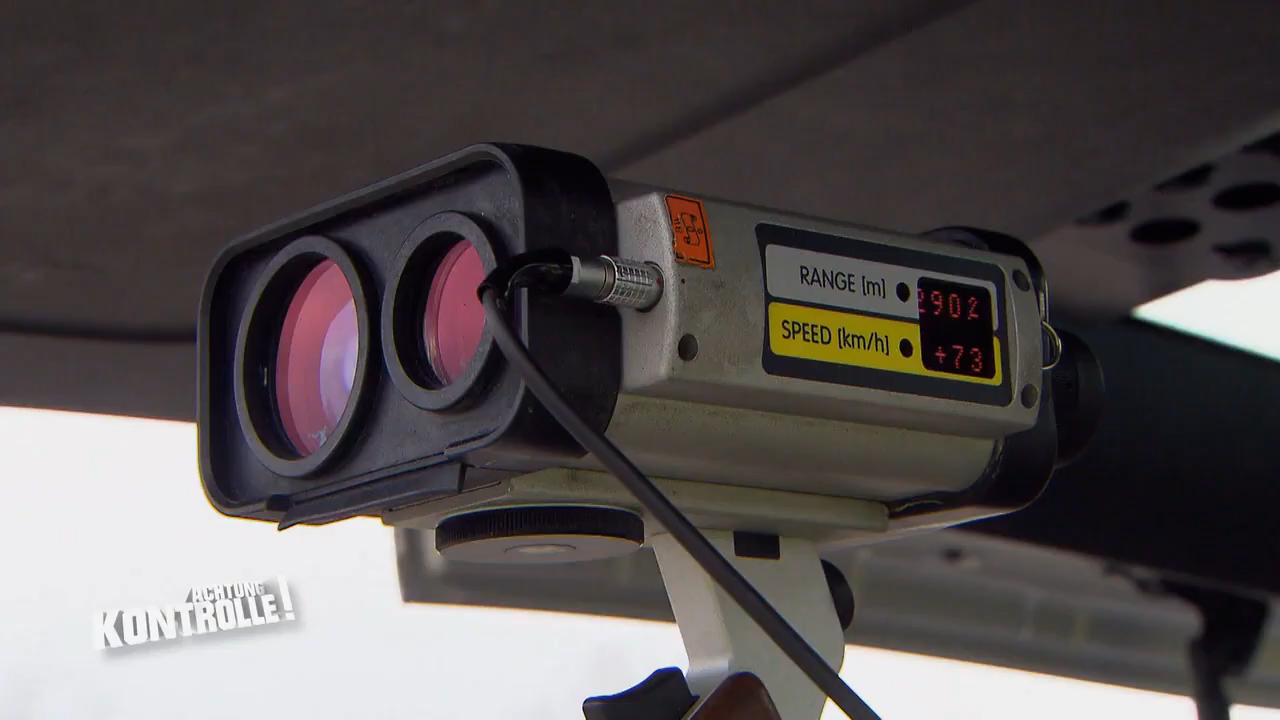 RANGE [m]
2902
SPEED [km/h]
+73
ACHTUNG
KONTROLLE!